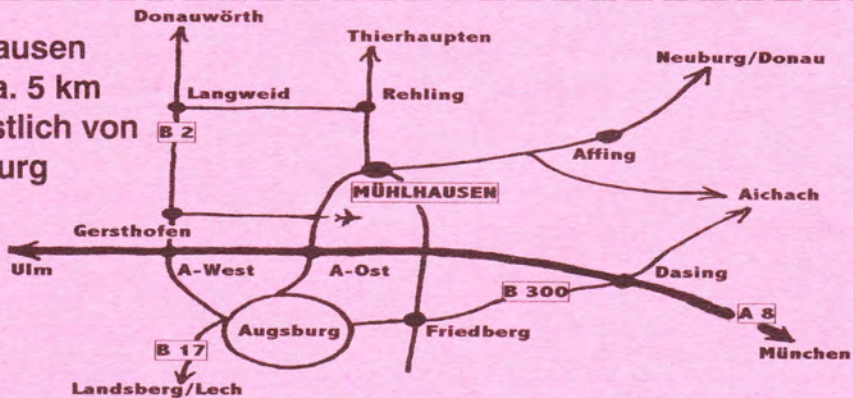 Donauwörth
ausen
a. 5 km
stlich von
urg
Thierhaupten
Neuburg/Donau
Langweid
Rehling
B 2
Affing
MÜHLHAUSEN
Aichach
Gersthofen
Ulm
A-West
A-Ost
Dasing
B 300
A 8
Augsburg
Friedberg
B 17
München
Landsberg/Lech